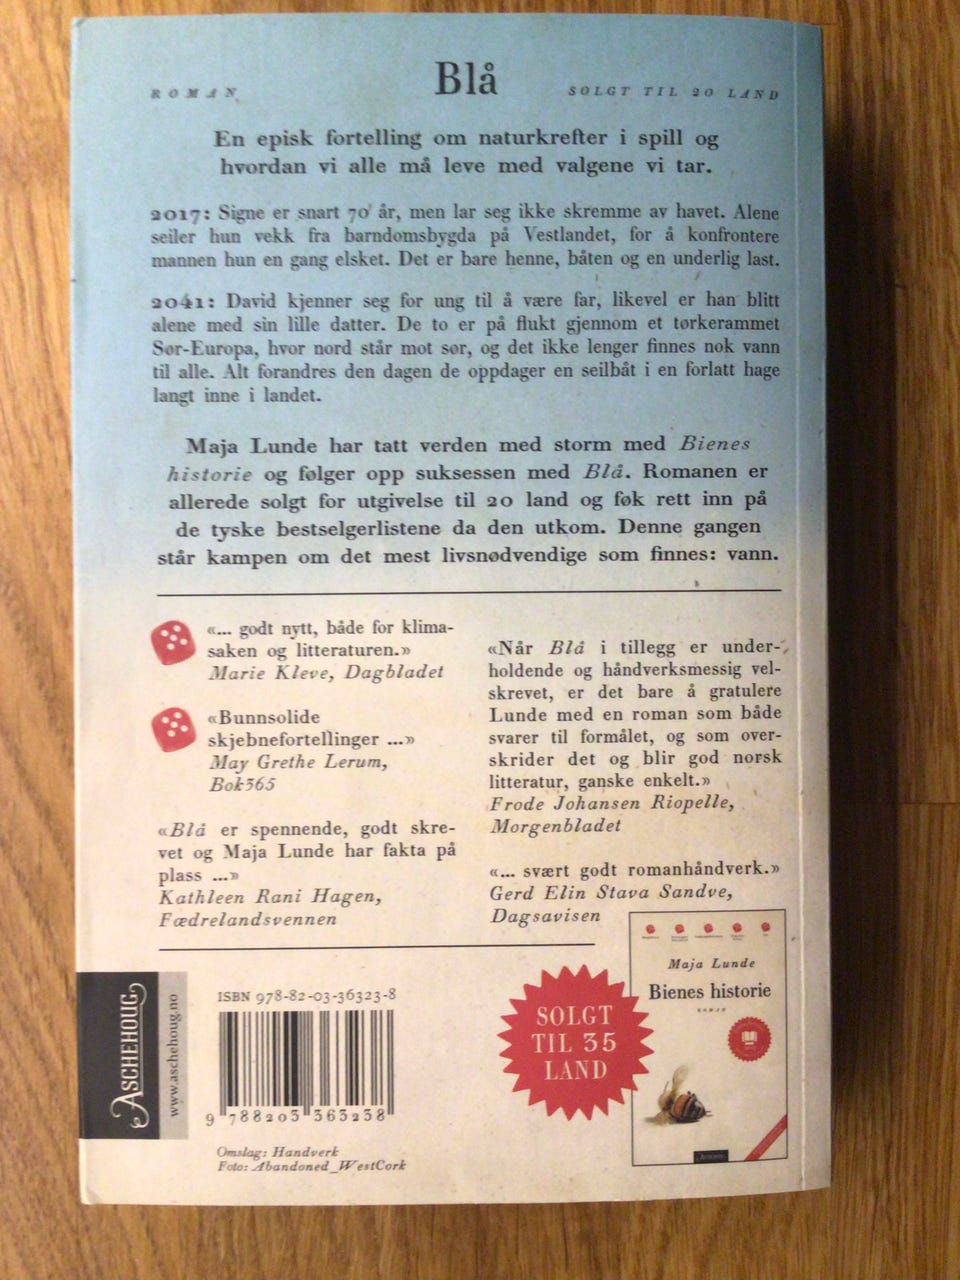 ROMAN
Blå
SOLGT TIL 20 LAND
En episk fortelling om naturkrefter i spill og
hvordan vi alle må leve med valgene vi tar.
2017: Signe er snart 70 år, men lar seg ikke skremme av havet. Alene
seiler hun vekk fra barndomsbygda på Vestlandet, for å konfrontere
mannen hun en gang elsket. Det er bare henne, båten og en underlig last.
2041: David kjenner seg for ung til å være far, likevel er han blitt
alene med sin lille datter. De to er på flukt gjennom et tørkerammet
Sør-Europa, hvor nord står mot sør, og det ikke lenger finnes nok vann
til alle. Alt forandres den dagen de oppdager en seilbåt i en forlatt hage
langt inne i landet.
Maja Lunde har tatt verden med storm med Bienes
historie og følger opp suksessen med Blå. Romanen er
allerede solgt for utgivelse til 20 land og føk rett inn på
de tyske bestselgerlistene da den utkom. Denne gangen
står kampen om det mest livsnødvendige som finnes: vann.
«... godt nytt, både for klima-
saken og litteraturen.»
Marie Kleve, Dagbladet
«Bunnsolide
skjebnefortellinger ...»
May Grethe Lerum,
Bok365
«Blå er spennende, godt skre-
vet og Maja Lunde har fakta på
plass ...»
Kathleen Rani Hagen,
Fædrelandsvennen
«Når Blå i tillegg er under-
holdende og håndverksmessig vel-
skrevet, er det bare å gratulere
Lunde med en roman som både
svarer til formålet, og som over-
skrider det og blir god norsk
litteratur, ganske enkelt.»
Frode Johansen Riopelle,
Morgenbladet
«... svært godt romanhåndverk.»
Gerd Elin Stava Sandve,
Dagsavisen
ASCHEHOUG
www.aschehoug.no
ISBN 978-82-03-36323-8
9 788203 363238
Omslag: Handverk
Foto: Abandoned_WestCork
SOLGT
TIL 35
LAND
Maja Lunde
Bienes historie
ROMAN